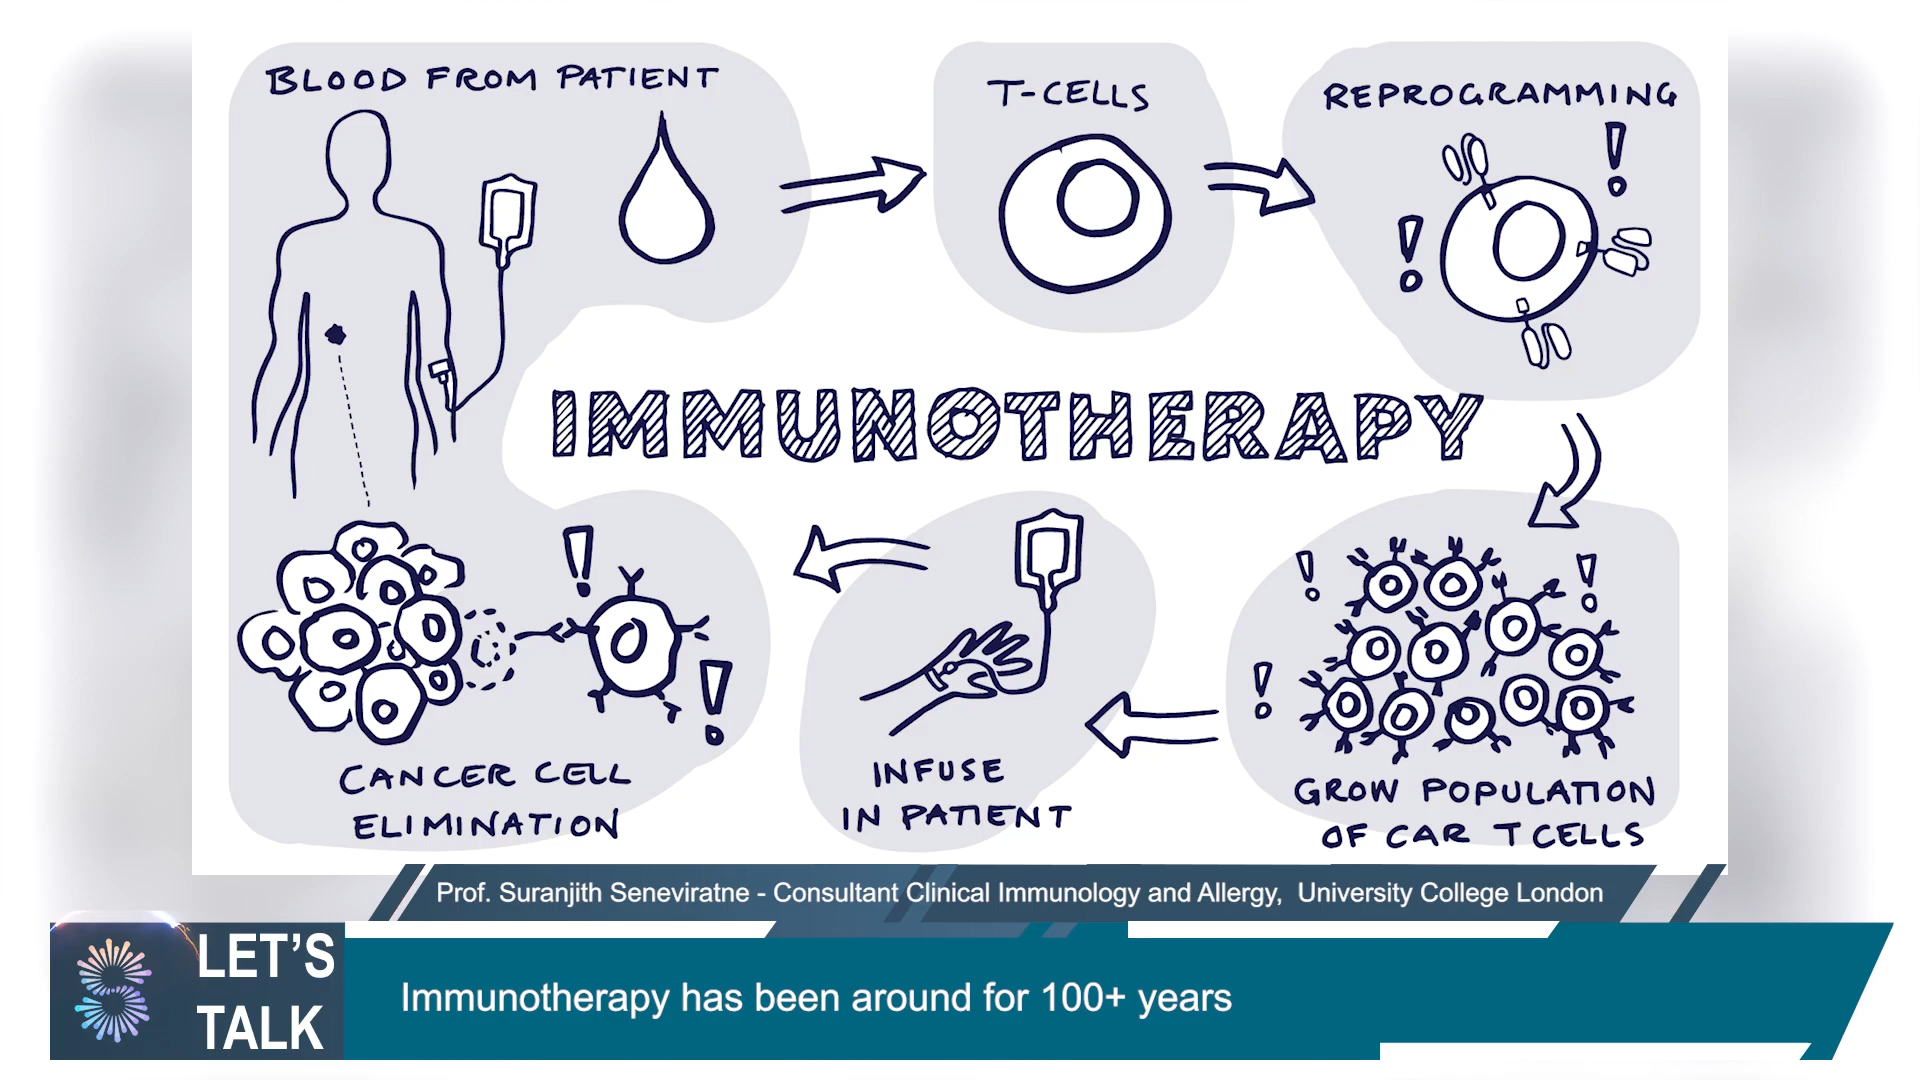 BLOOD FROM PATIENT
T-CELLS
REPROGRAMMING
IMMUNOTHERAPY
CANCER CELL
ELIMINATION
INFUSE
IN PATIENT
GROW POPULATION
OF CAR T CELLS
Prof. Suranjith Seneviratne - Consultant Clinical Immunology and Allergy, University College London
LET'S
TALK
Immunotherapy has been around for 100+ years